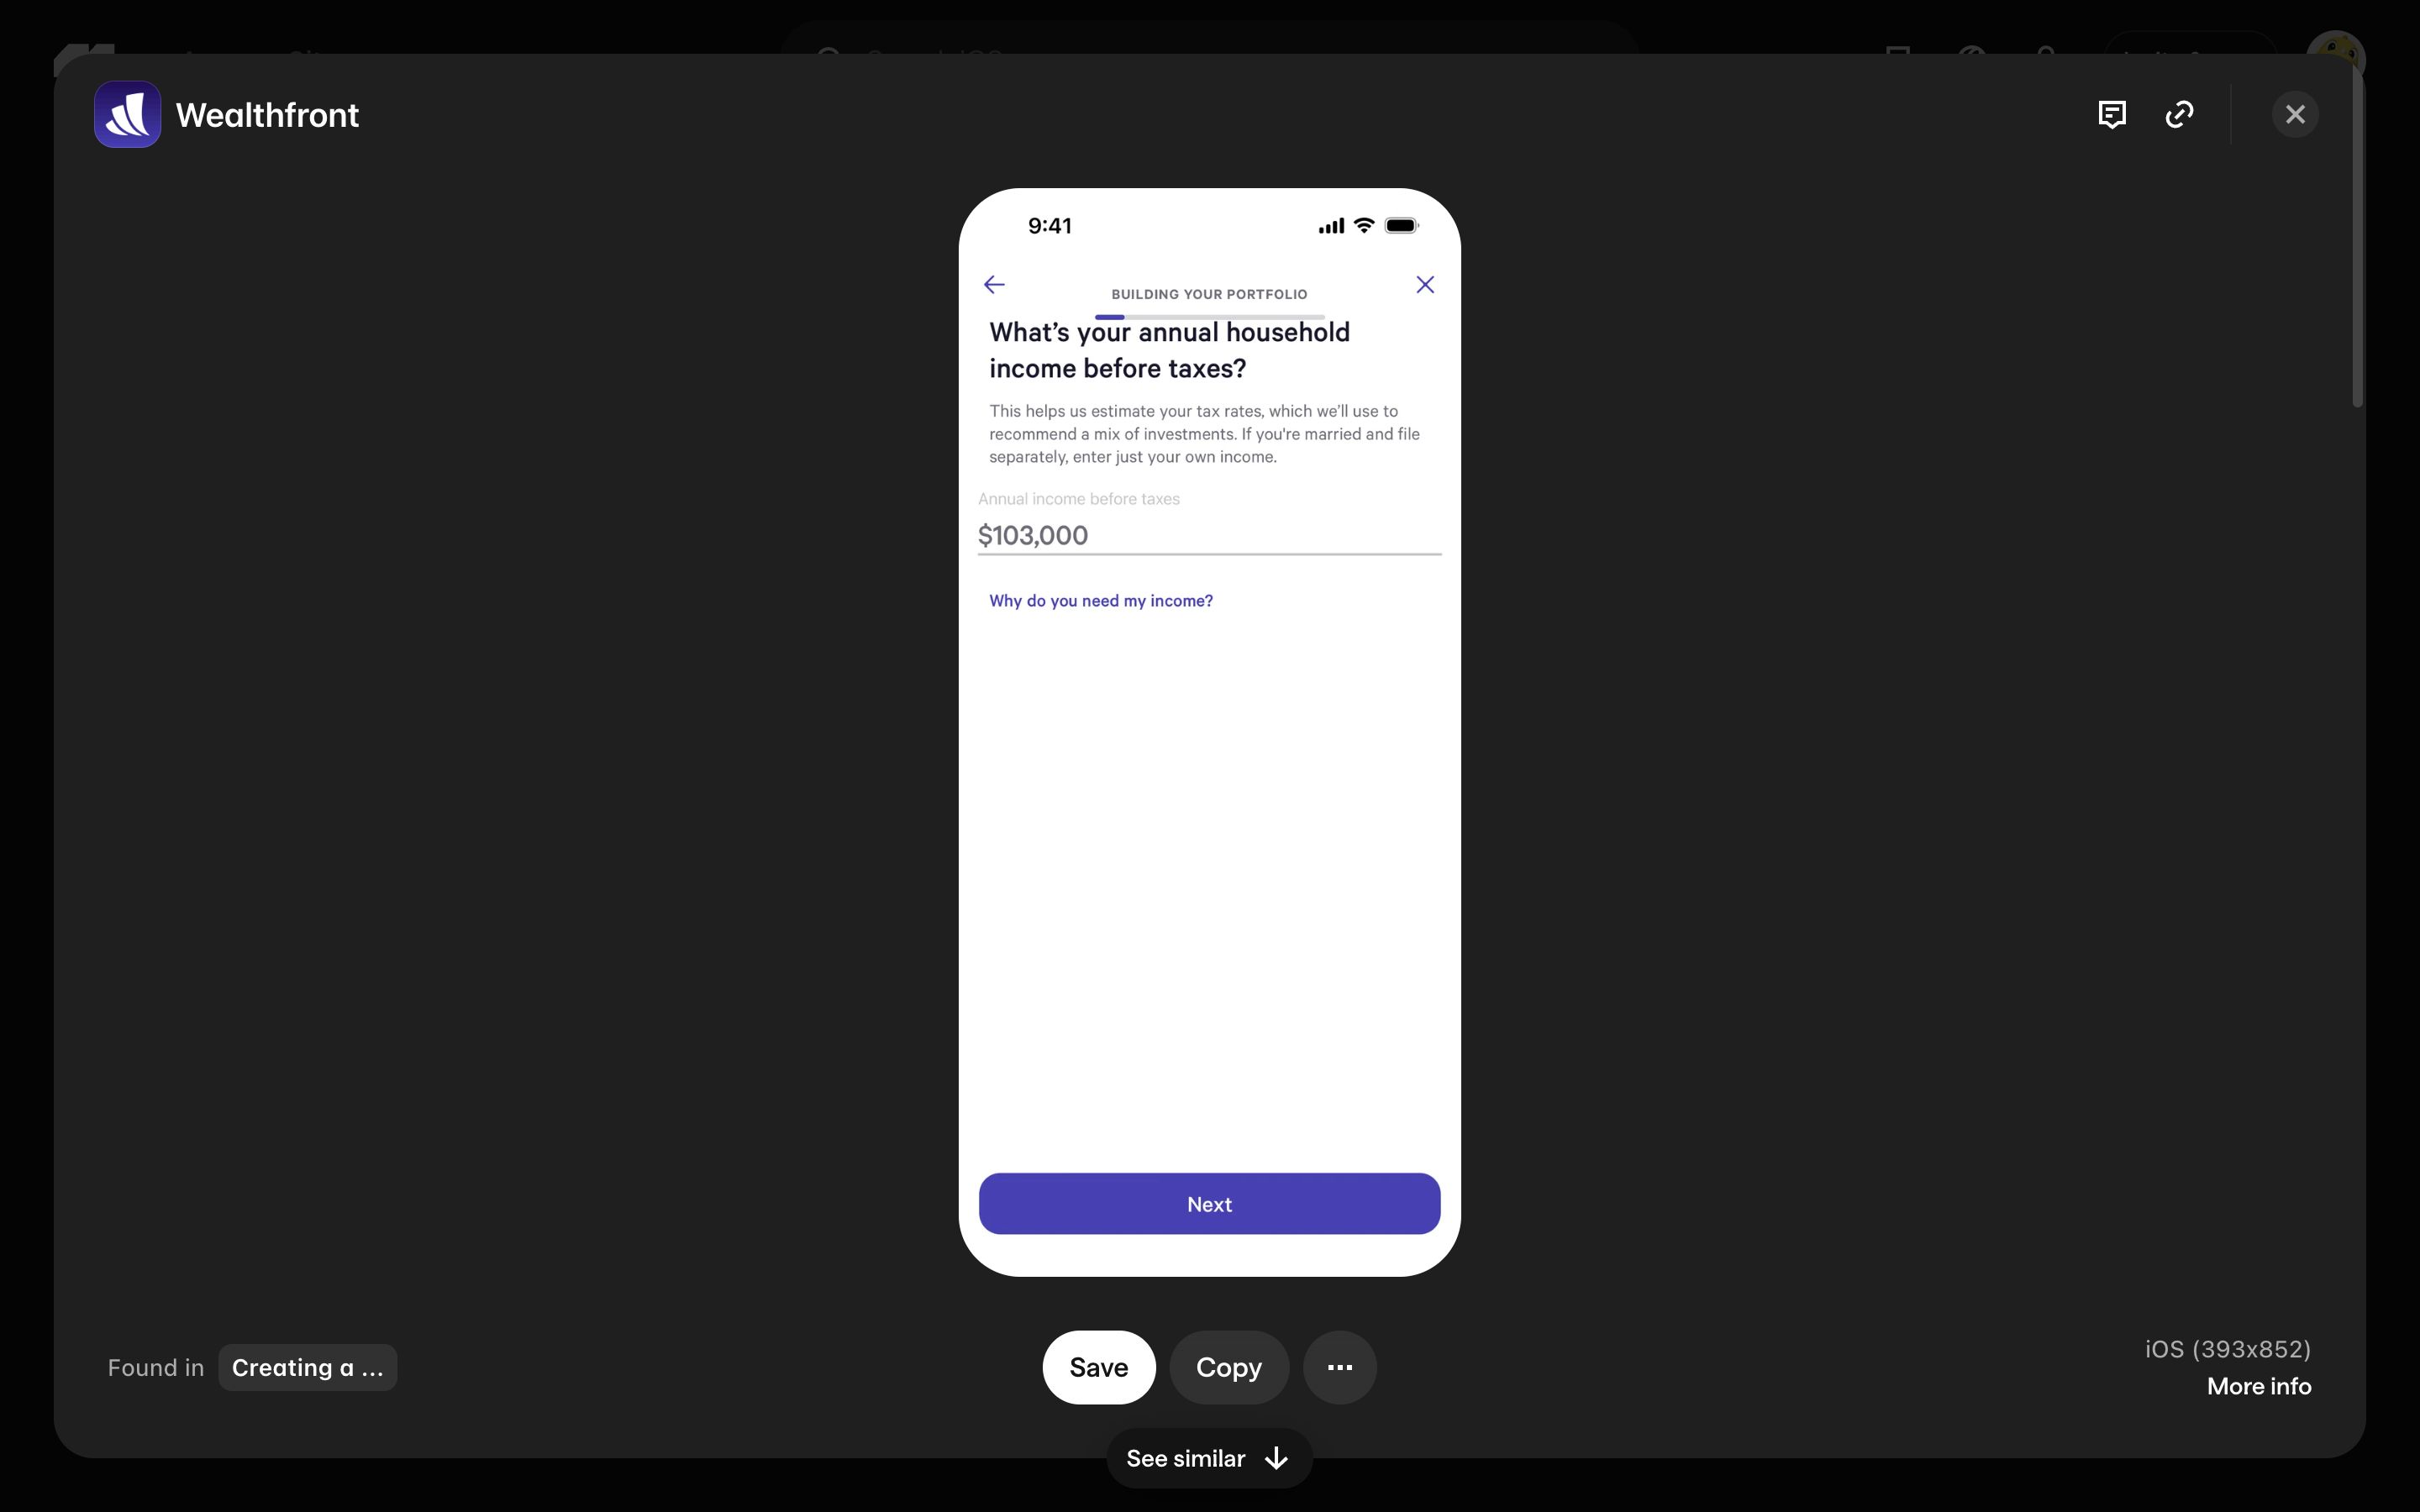 Wealthfront
9:41
BUILDING YOUR PORTFOLIO
What’s your annual household
income before taxes?
This helps us estimate your tax rates, which we’ll use to
recommend a mix of investments. If you're married and file
separately, enter just your own income.
Annual income before taxes
$103,000
Why do you need my income?
Next
Found in
Creating a ...
Save
Copy
iOS (393x852)
More info
See similar